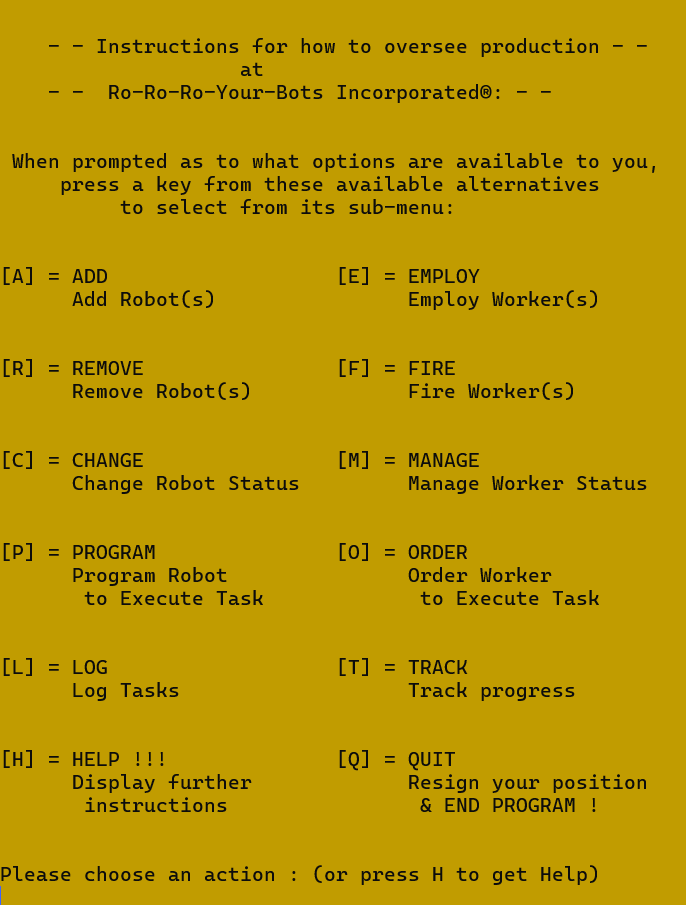 - - Instructions for how to oversee production - -
at
- - Ro-Ro-Ro-Your-Bots Incorporated®: - -
When prompted as to what options are available to you,
press a key from these available alternatives
to select from its sub-menu:
[A] = ADD [E] = EMPLOY
Add Robot(s) Employ Worker(s)
[R] = REMOVE [F] = FIRE
Remove Robot(s) Fire Worker(s)
[C] = CHANGE [M] = MANAGE
Change Robot Status Manage Worker Status
[P] = PROGRAM [O] = ORDER
Program Robot Order Worker
to Execute Task to Execute Task
[L] = LOG [T] = TRACK
Log Tasks Track progress
[H] = HELP !!! [Q] = QUIT
Display further Resign your position
instructions & END PROGRAM !
Please choose an action : (or press H to get Help)